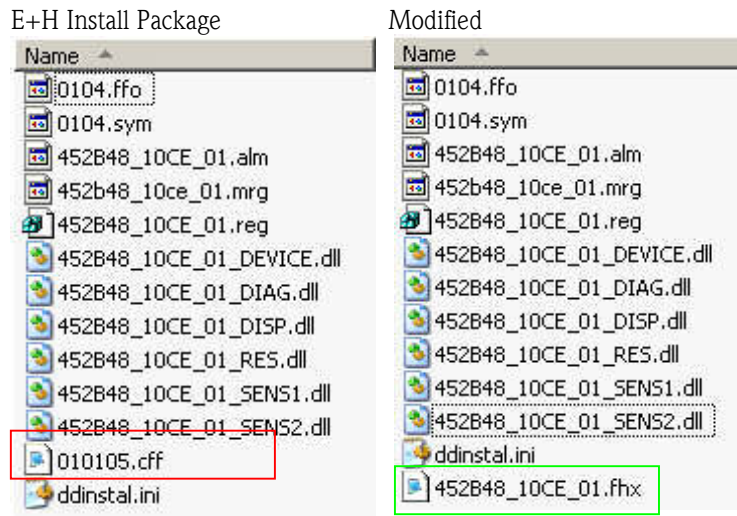 E+H Install Package
Name
0104.ffo
0104.sym
452B48_10CE_01.alm
452b48_10ce_01.mrg
452B48_10CE_01.reg
452B48_10CE_01_DEVICE.dll
452B48_10CE_01_DIAG.dll
452B48_10CE_01_DISP.dll
452B48_10CE_01_RES.dll
452B48_10CE_01_SENS1.dll
452B48_10CE_01_SENS2.dll
010105.cff
ddinstal.ini
Modified
Name
0104.ffo
0104.sym
452B48_10CE_01.alm
452b48_10ce_01.mrg
452B48_10CE_01.reg
452B48_10CE_01_DEVICE.dll
452B48_10CE_01_DIAG.dll
452B48_10CE_01_DISP.dll
452B48_10CE_01_RES.dll
452B48_10CE_01_SENS1.dll
452B48_10CE_01_SENS2.dll
ddinstal.ini
452B48_10CE_01.fhx